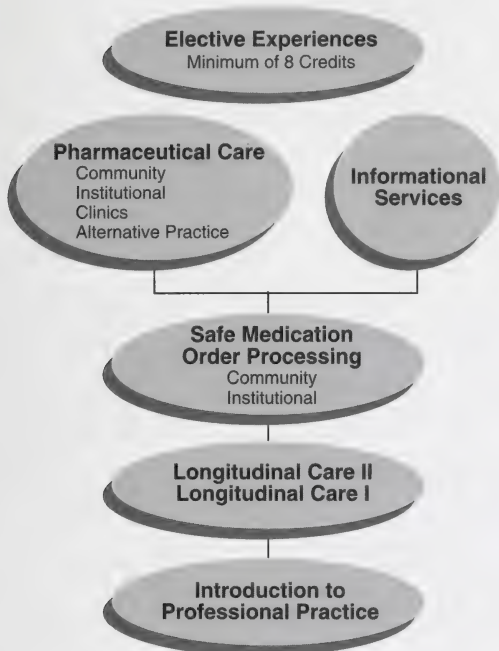 Elective Experiences
Minimum of 8 Credits
Pharmaceutical Care
Community
Institutional
Clinics
Alternative Practice
Informational
Services
Safe Medication
Order Processing
Community
Institutional
Longitudinal Care II
Longitudinal Care I
Introduction to
Professional Practice